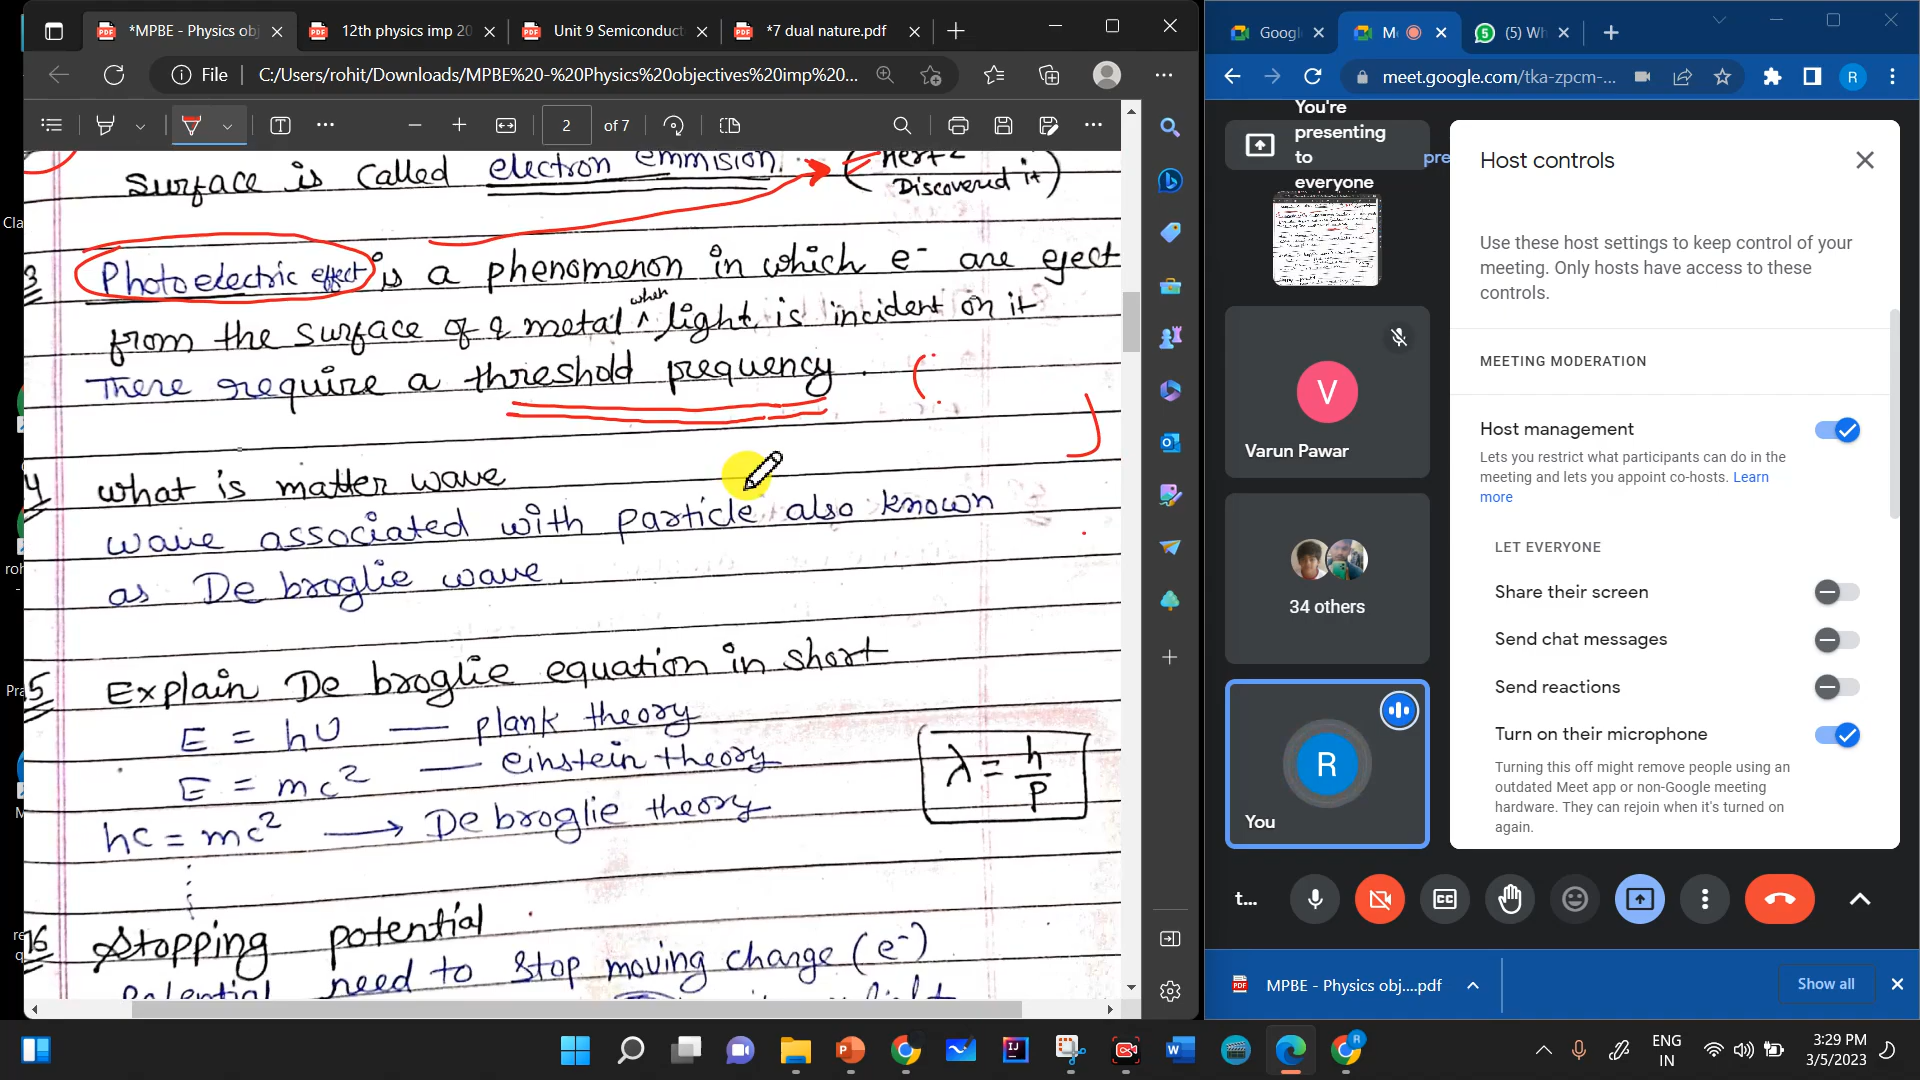 *MPBE - Physics obj
12th physics imp 20
Unit 9 Semiconduct
*7 dual nature.pdf
File
C:/Users/rohit/Downloads/MPBE%20-%20Physics%20objectives%20imp%20...
2
of 7
Surface is called electron emmision.
Hertz
Discovered it
13
Photoelectric effect is a phenomenon in which e⁻ are eject
from the surface of a metal when light is incident on it
There require a threshold frequency.
14
what is matter wave
wave associated with particle also known
as De broglie wave.
15
Explain De broglie equation in short
E = hυ — plank theory
E = mc² — einstein theory
hc = mc² → De broglie theory
λ = h/P
16
Stopping potential
Potential need to stop moving change (e⁻)
Googl
M
(5) Wh
meet.google.com/tka-zpcm-...
R
You're
presenting
to
everyone
pre
V
Varun Pawar
34 others
R
You
Host controls
Use these host settings to keep control of your
meeting. Only hosts have access to these
controls.
MEETING MODERATION
Host management
Lets you restrict what participants can do in the
meeting and lets you appoint co-hosts. Learn
more
LET EVERYONE
Share their screen
Send chat messages
Send reactions
Turn on their microphone
Turning this off might remove people using an
outdated Meet app or non-Google meeting
hardware. They can rejoin when it's turned on
again.
t...
CC
MPBE - Physics obj....pdf
Show all
ENG
IN
3:29 PM
3/5/2023